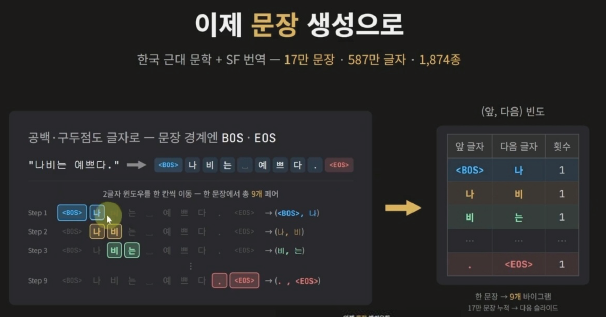 이제 문장 생성으로
한국 근대 문학 + SF 번역 — 17만 문장 · 587만 글자 · 1,874종
공백·구두점도 글자로 — 문장 경계엔 BOS · EOS
"나비는 예쁘다."
<BOS> 나 비 는 _ 예 쁘 다 . <EOS>
2글자 윈도우를 한 칸씩 이동 — 한 문장에서 총 9개 페어
Step 1 <BOS> 나 비 는 _ 예 쁘 다 . <EOS> → (<BOS>, 나)
Step 2 <BOS> 나 비 는 _ 예 쁘 다 . <EOS> → (나, 비)
Step 3 <BOS> 나 비 는 _ 예 쁘 다 . <EOS> → (비, 는)
⋮
Step 9 <BOS> 나 비 는 _ 예 쁘 다 . <EOS> → (. , <EOS>)
(앞, 다음) 빈도
앞 글자 다음 글자 횟수
<BOS> 나 1
나 비 1
비 는 1
... ... ...
. <EOS> 1
한 문장 → 9개 바이그램
17만 문장 누적 → 다음 슬라이드